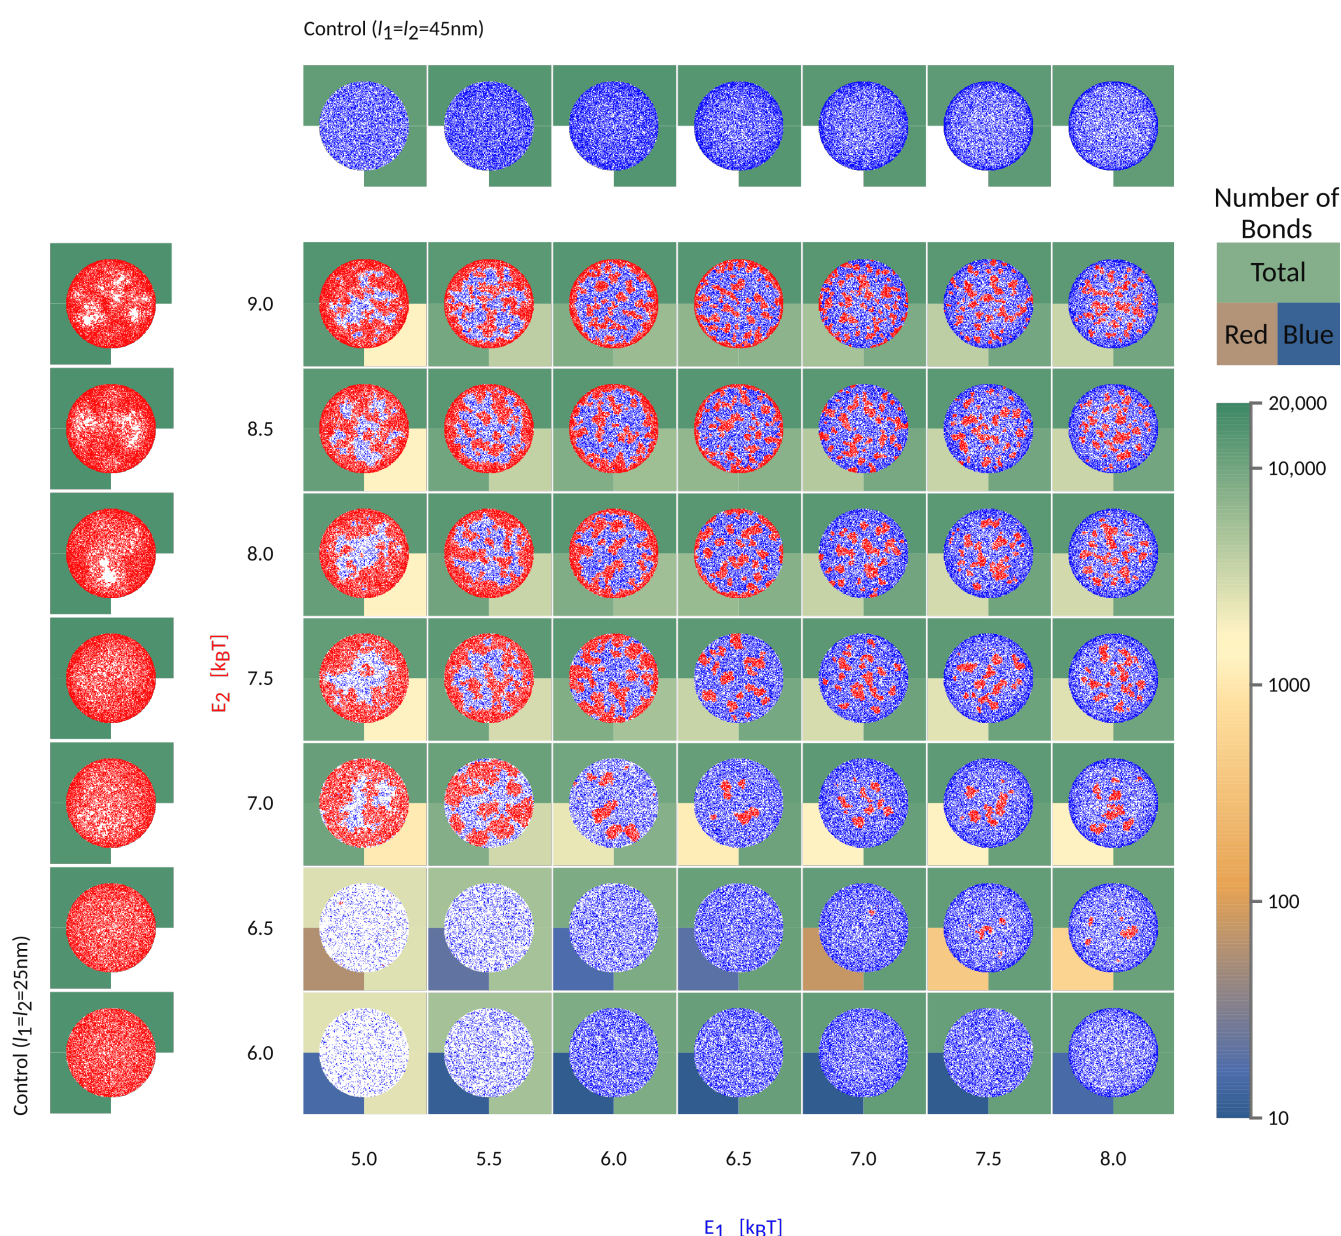 Control (l1=l2=45nm)
Number of
Bonds
Total
Red Blue
20,000
10,000
1000
100
10
9.0
8.5
8.0
7.5
7.0
6.5
6.0
E2 [kBT]
Control (l1=l2=25nm)
5.0 5.5 6.0 6.5 7.0 7.5 8.0
E1 [kBT]